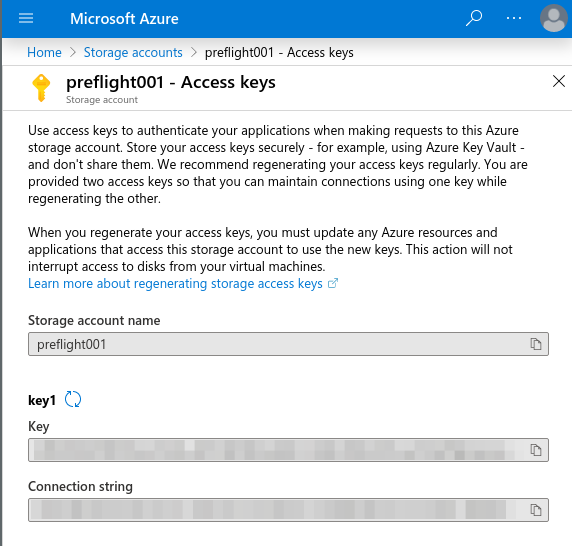 Microsoft Azure
Home > Storage accounts > preflight001 - Access keys
preflight001 - Access keys
Storage account
Use access keys to authenticate your applications when making requests to this Azure
storage account. Store your access keys securely - for example, using Azure Key Vault -
and don't share them. We recommend regenerating your access keys regularly. You are
provided two access keys so that you can maintain connections using one key while
regenerating the other.
When you regenerate your access keys, you must update any Azure resources and
applications that access this storage account to use the new keys. This action will not
interrupt access to disks from your virtual machines.
Learn more about regenerating storage access keys
Storage account name
preflight001
key1
Key
Connection string